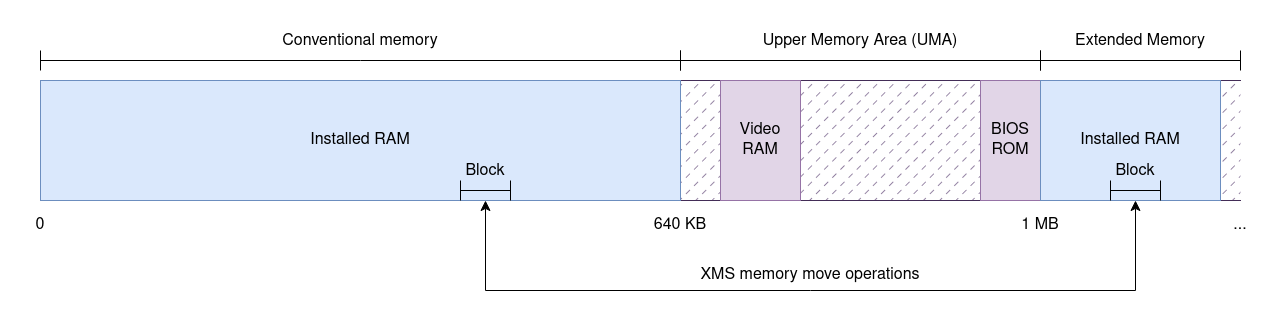 Conventional memory
Upper Memory Area (UMA)
Extended Memory
Installed RAM
Video
RAM
BIOS
ROM
Installed RAM
Block
Block
0
640 KB
1 MB
...
XMS memory move operations